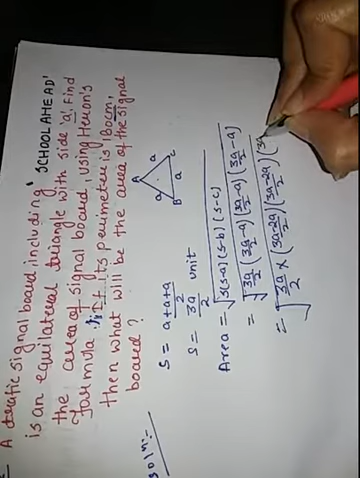 A traffic signal board including 'SCHOOL AHEAD'
is an equilateral triangle with side 'a'. Find
the area of signal board, using Heron's
Formula. If its perimeter is 180cm,
then what will be the area of the signal
board?
Sol^n:-
A
a
a
B
a
C
S = a+a+a/2
S = 3a/2 unit
Area = √s(s-a)(s-b)(s-c)
= √3a/2 (3a/2-a)(3a/2-a)(3a/2-a)
= √3a/2 × (3a-2a/2)(3a-2a/2)(3a